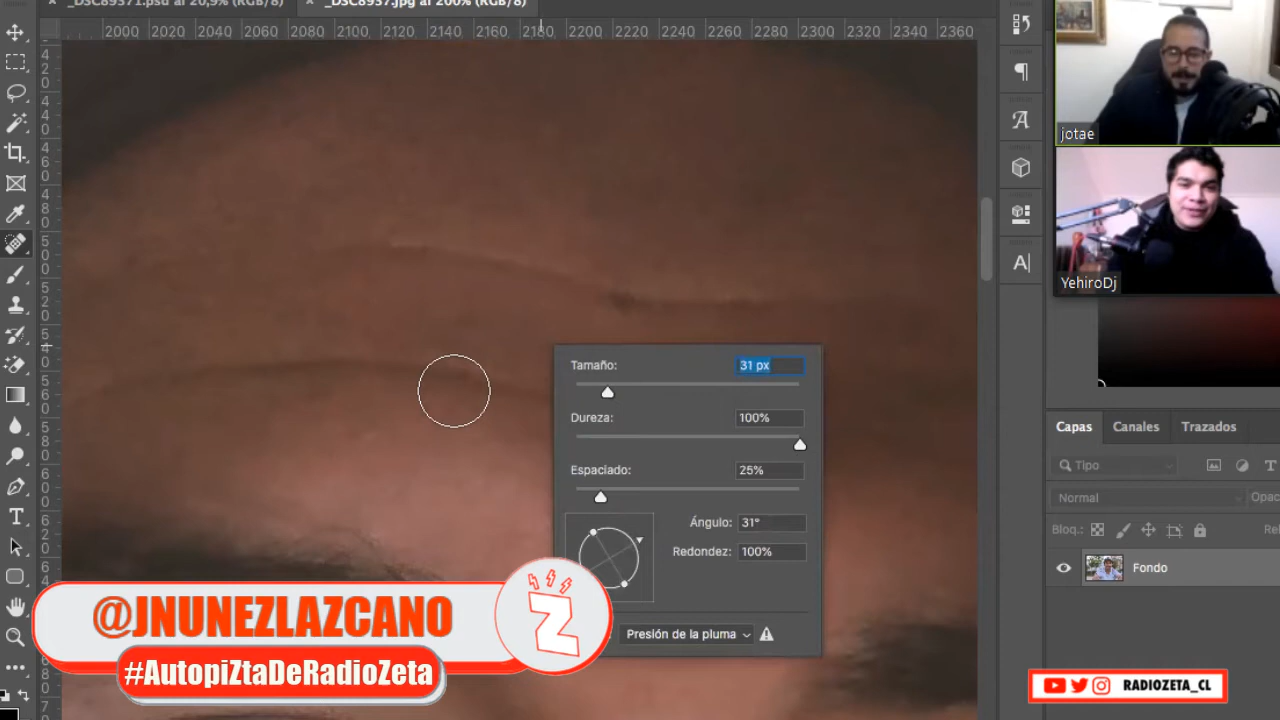 _DSC89371.psd al 20,9% (RGB/8)
_DSC8937.jpg al 200% (RGB/8)
2000 2020 2040 2060 2080 2100 2120 2140 2160 2180 2200 2220 2240 2260 2280 2300 2320 2340 2360
jotae
YehiroDj
Tamaño: 31 px
Dureza: 100%
Espaciado: 25%
Ángulo: 31°
Redondez: 100%
Presión de la pluma
Capas Canales Trazados
Tipo
Normal Opac
Bloq.: Rel
Fondo
@JNUNEZLAZCANO
#AutopiZtaDeRadioZeta
Z
RADIOZETA_CL